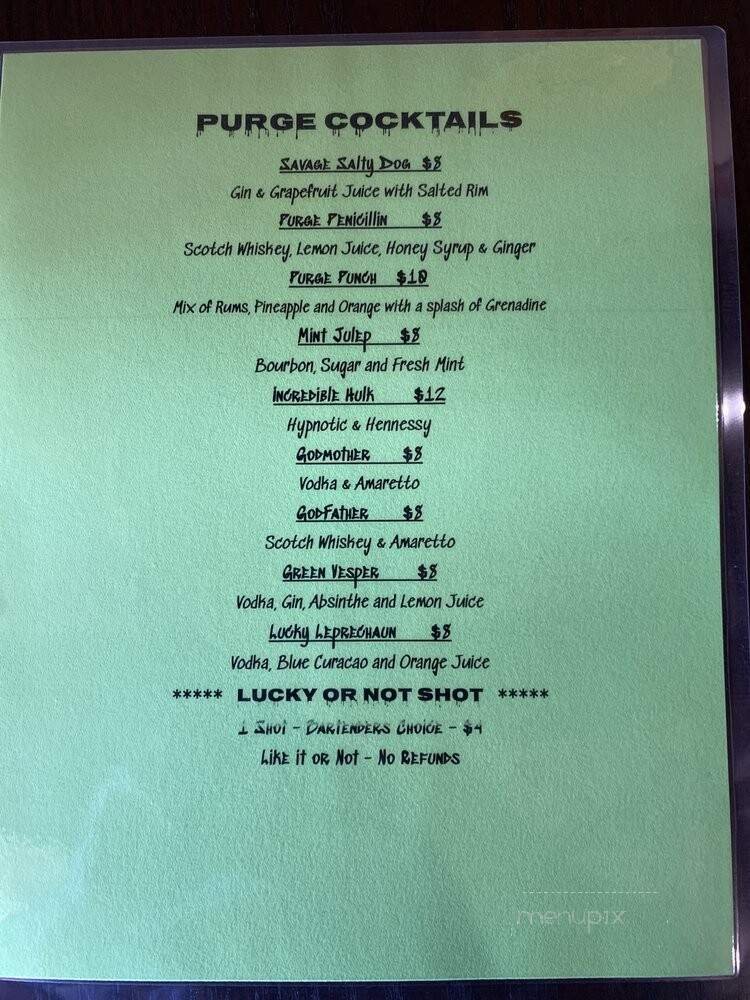 PURGE COCKTAILS
SAVAGE SALTY DOG $8
Gin & Grapefruit Juice with Salted Rim
PURGE PENICILLIN $8
Scotch Whiskey, Lemon Juice, Honey Syrup & Ginger
PURGE PUNCH $10
Mix of Rums, Pineapple and Orange with a splash of Grenadine
MINT JULEP $8
Bourbon, Sugar and Fresh Mint
INCREDIBLE HULK $12
Hypnotic & Hennessy
GODMOTHER $8
Vodka & Amaretto
GODFATHER $8
Scotch Whiskey & Amaretto
GREEN VESPER $8
Vodka, Gin, Absinthe and Lemon Juice
LUCKY LEPRECHAUN $8
Vodka, Blue Curacao and Orange Juice
***** LUCKY OR NOT SHOT *****
1 SHOT - BARTENDERS CHOICE - $4
LIKE IT OR NOT - NO REFUNDS
menupix